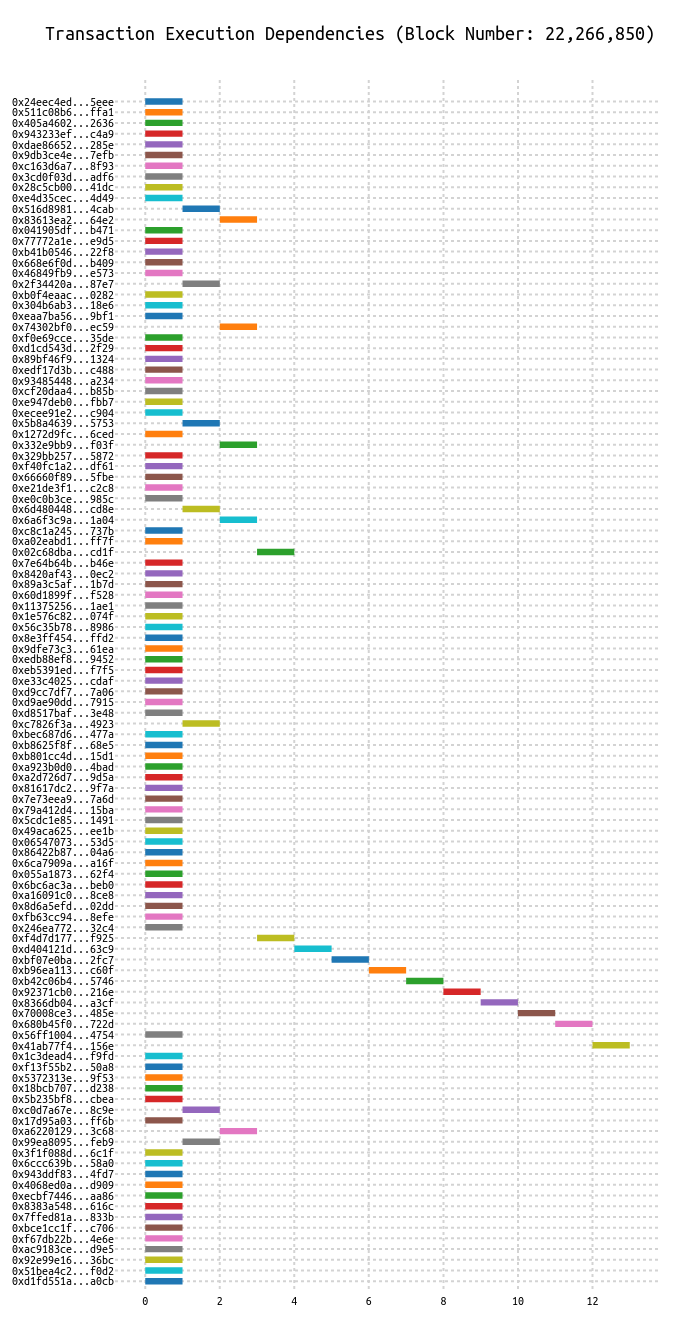 Transaction Execution Dependencies (Block Number: 22,266,850)
0x24eec4ed...5eee
0x511c08b6...ffa1
0x405a4602...2636
0x943233ef...c4a9
0xdae86652...285e
0x9db3ce4e...7efb
0xc163d6a7...8f93
0x3cd0f03d...adf6
0x28c5cb00...41dc
0xe4d35cec...4d49
0x516d8981...4cab
0x83613ea2...64e2
0x041905df...b471
0x77772a1e...e9d5
0xb41b0546...22f8
0x668e6f0d...b409
0x46849fb9...e573
0x2f34420a...87e7
0xb0f4eaac...0282
0x304b6ab3...18e6
0xeaa7ba56...9bf1
0x74302bf0...ec59
0xf0e69cce...35de
0xd1cd543d...2f29
0x89bf46f9...1324
0xedf17d3b...c488
0x93485448...a234
0xcf20daa4...b85b
0xe947deb0...fbb7
0xecee91e2...c904
0x5b8a4639...5753
0x1272d9fc...6ced
0x332e9bb9...f03f
0x329bb257...5872
0xf40fc1a2...df61
0x66660f89...5fbe
0xe21de3f1...c2c8
0xe0c0b3ce...985c
0x6d480448...cd8e
0x6a6f3c9a...1a04
0xc8c1a245...737b
0xa02eabd1...ff7f
0x02c68dba...cd1f
0x7e64b64b...b46e
0x8420af43...0ec2
0x89a3c5af...1b7d
0x60d1899f...f528
0x11375256...1ae1
0x1e576c82...074f
0x56c35b78...8986
0x8e3ff454...ffd2
0x9dfe73c3...61ea
0xedb88ef8...9452
0xeb5391ed...f7f5
0xe33c4025...cdaf
0xd9cc7df7...7a06
0xd9ae90dd...7915
0xd8517baf...3e48
0xc7826f3a...4923
0xbec687d6...477a
0xb8625f8f...68e5
0xb801cc4d...15d1
0xa923b0d0...4bad
0xa2d726d7...9d5a
0x81617dc2...9f7a
0x7e73eea9...7a6d
0x79a412d4...15ba
0x5cdc1e85...1491
0x49aca625...ee1b
0x06547073...53d5
0x86422b87...04a6
0x6ca7909a...a16f
0x055a1873...62f4
0x6bc6ac3a...beb0
0xa16091c0...8ce8
0x8d6a5efd...02dd
0xfb63cc94...8efe
0x246ea772...32c4
0xf4d7d177...f925
0xd404121d...63c9
0xbf07e0ba...2fc7
0xb96ea113...c60f
0xb42c06b4...5746
0x92371cb0...216e
0x8366db04...a3cf
0x70008ce3...485e
0x680b45f0...722d
0x56ff1004...4754
0x41ab77f4...156e
0x1c3dead4...f9fd
0xf13f55b2...50a8
0x5372313e...9f53
0x18bcb707...d238
0x5b235bf8...cbea
0xc0d7a67e...8c9e
0x17d95a03...ff6b
0xa6220129...3c68
0x99ea8095...feb9
0x3f1f088d...6c1f
0x6ccc639b...58a0
0x943ddf83...4fd7
0x4068ed0a...d909
0xecbf7446...aa86
0x8383a548...616c
0x7ffed81a...833b
0xbce1cc1f...c706
0xf67db22b...4e6e
0xac9183ce...d9e5
0x92e99e16...36bc
0x51bea4c2...f0d2
0xd1fd551a...a0cb
0 2 4 6 8 10 12